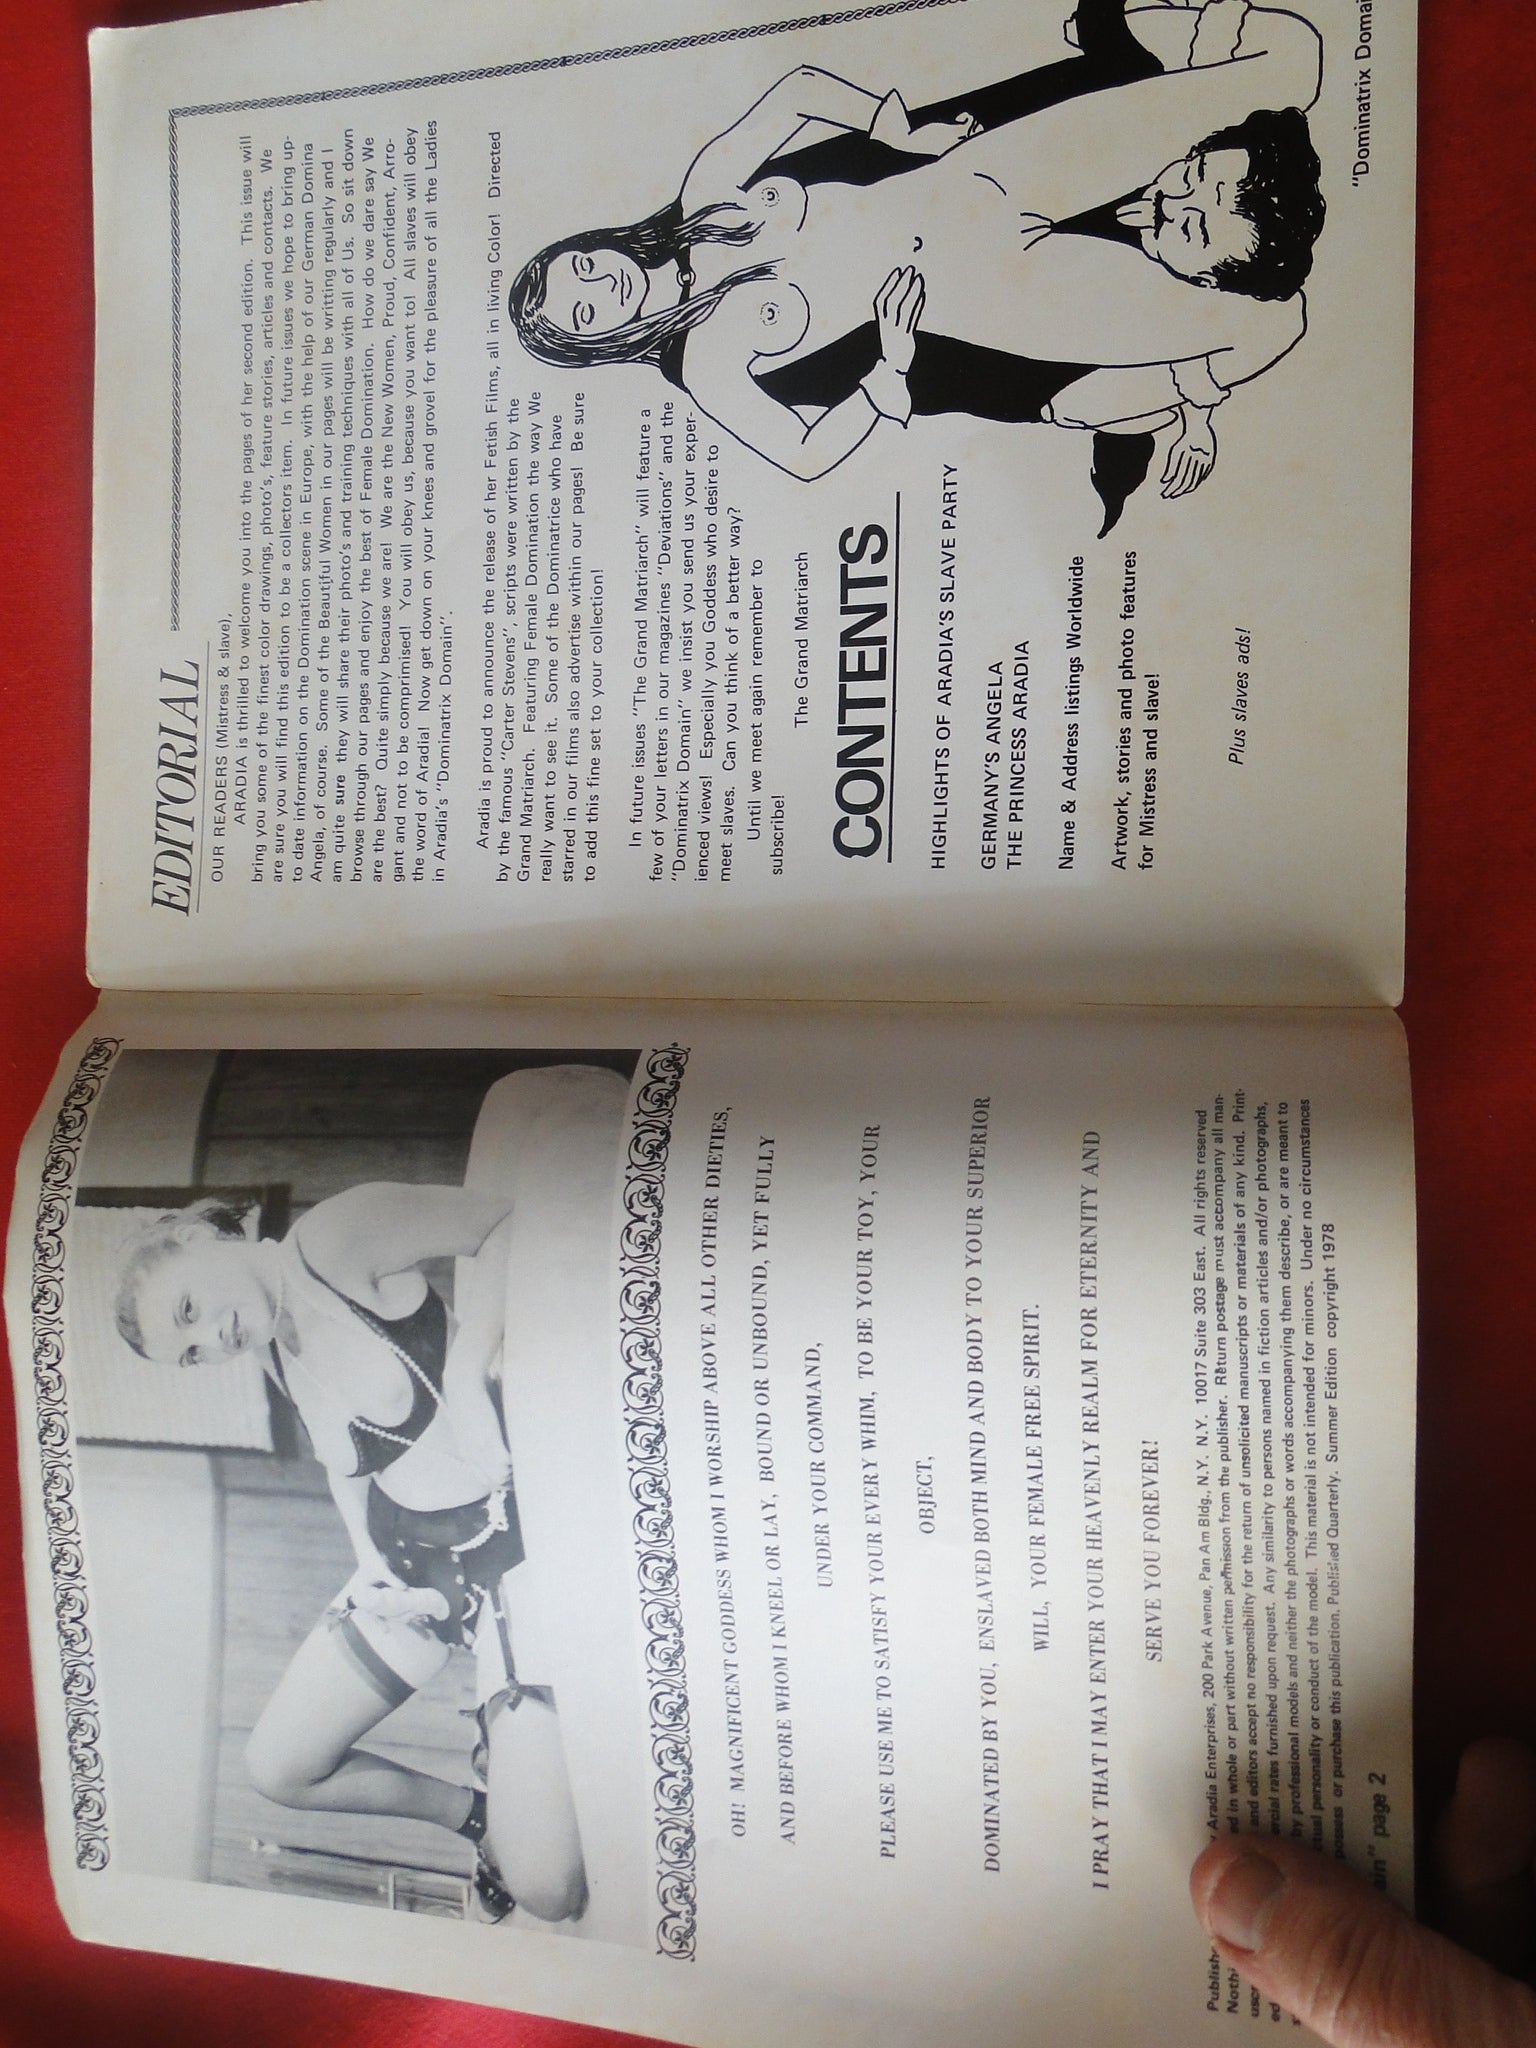 OH! MAGNIFICENT GODDESS WHOM I WORSHIP ABOVE ALL OTHER DIETIES,
AND BEFORE WHOM I KNEEL OR LAY, BOUND OR UNBOUND, YET FULLY
UNDER YOUR COMMAND,
PLEASE USE ME TO SATISFY YOUR EVERY WHIM, TO BE YOUR TOY, YOUR
OBJECT,
DOMINATED BY YOU, ENSLAVED BOTH MIND AND BODY TO YOUR SUPERIOR
WILL, YOUR FEMALE FREE SPIRIT.
I PRAY THAT I MAY ENTER YOUR HEAVENLY REALM FOR ETERNITY AND
SERVE YOU FOREVER!
Aradia Enterprises, 200 Park Avenue, Pan Am Bldg., N.Y. N.Y. 10017 Suite 303 East. All rights reserved
in whole or part without written permission from the publisher. Return postage must accompany all man-
and editors accept no responsibility for the return of unsolicited manuscripts or materials of any kind. Print-
rates furnished upon request. Any similarity to persons named in fiction articles and/or photographs,
by professional models and neither the photographs or words accompanying them describe, or are meant to
personality or conduct of the model. This material is not intended for minors. Under no circumstances
possess or purchase this publication. Published Quarterly. Summer Edition copyright 1978
page 2
EDITORIAL
OUR READERS (Mistress & slave),
ARADIA is thrilled to welcome you into the pages of her second edition. This issue will
bring you some of the finest color drawings, photo's, feature stories, articles and contacts. We
are sure you will find this edition to be a collectors item. In future issues we hope to bring up-
to date information on the Domination scene in Europe, with the help of our German Domina
Angela, of course. Some of the Beautiful Women in our pages will be writting regularly and I
am quite sure they will share their photo's and training techniques with all of Us. So sit down
browse through our pages and enjoy the best of Female Domination. How do we dare say We
are the best? Quite simply because we are! We are the New Women, Proud, Confident, Arro-
gant and not to be comprimised! You will obey us, because you want to! All slaves will obey
the word of Aradia! Now get down on your knees and grovel for the pleasure of all the Ladies
in Aradia's "Dominatrix Domain".
Aradia is proud to announce the release of her Fetish Films, all in living Color! Directed
by the famous "Carter Stevens", scripts were written by the
Grand Matriarch. Featuring Female Domination the way We
really want to see it. Some of the Dominatrice who have
starred in our films also advertise within our pages! Be sure
to add this fine set to your collection!
In future issues "The Grand Matriarch" will feature a
few of your letters in our magazines "Deviations" and the
"Dominatrix Domain" we insist you send us your exper-
ienced views! Especially you Goddess who desire to
meet slaves. Can you think of a better way?
Until we meet again remember to
subscribe!
The Grand Matriarch
CONTENTS
HIGHLIGHTS OF ARADIA'S SLAVE PARTY
GERMANY'S ANGELA
THE PRINCESS ARADIA
Name & Address listings Worldwide
Artwork, stories and photo features
for Mistress and slave!
Plus slaves ads!
"Dominatrix Domai